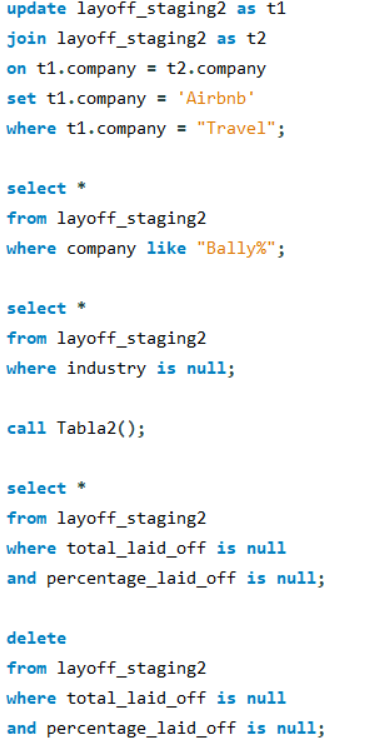 update layoff_staging2 as t1
join layoff_staging2 as t2
on t1.company = t2.company
set t1.company = 'Airbnb'
where t1.company = "Travel";
select *
from layoff_staging2
where company like "Bally%";
select *
from layoff_staging2
where industry is null;
call Tabla2();
select *
from layoff_staging2
where total_laid_off is null
and percentage_laid_off is null;
delete
from layoff_staging2
where total_laid_off is null
and percentage_laid_off is null;